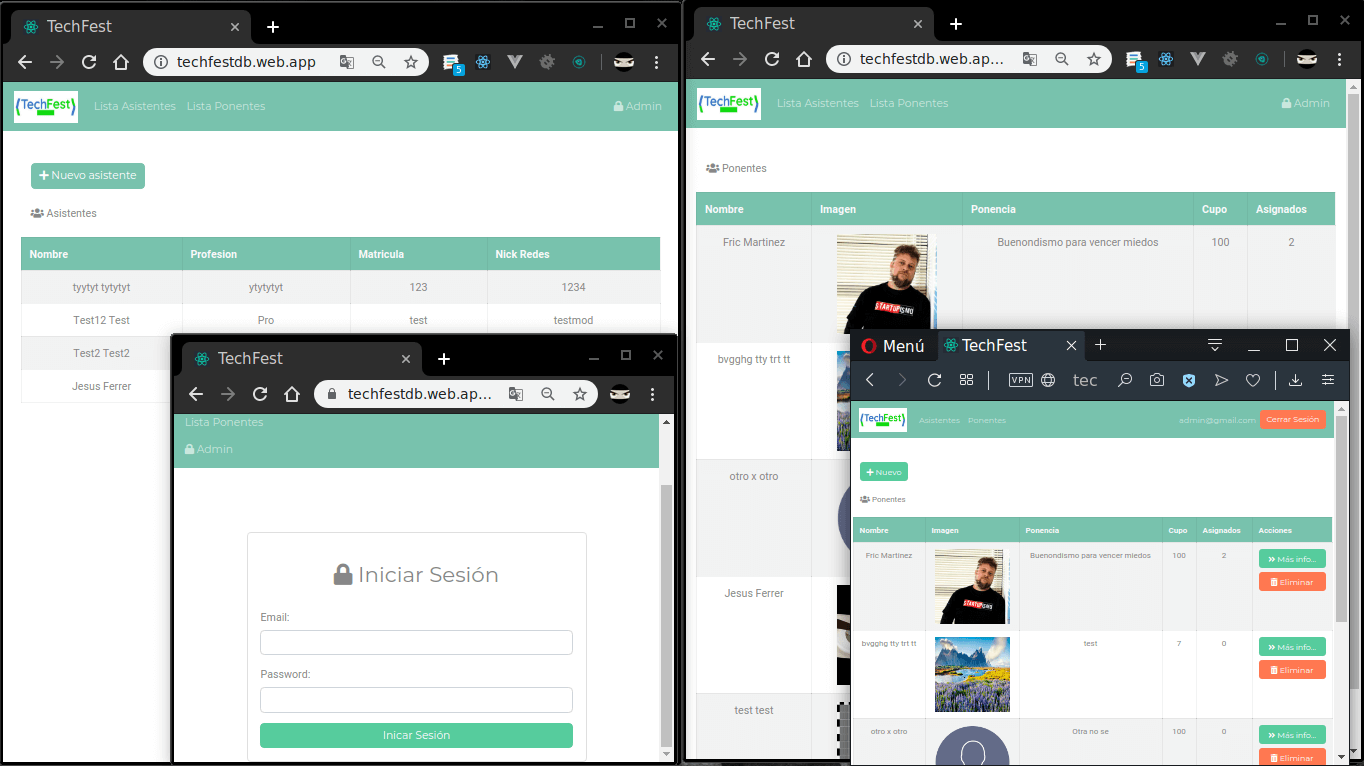 TechFest
techfestdb.web.app
5
{TechFest}
Lista Asistentes Lista Ponentes
Admin
+ Nuevo asistente
Asistentes
Nombre Profesion Matricula Nick Redes
tyytyt tytytyt ytytytyt 123 1234
Test12 Test Pro test testmod
Test2 Test2
Jesus Ferrer
TechFest
techfestdb.web.ap...
Lista Ponentes
Admin
Iniciar Sesión
Email:
Password:
Inicar Sesión
TechFest
techfestdb.web.ap...
5
{TechFest}
Lista Asistentes Lista Ponentes
Admin
Ponentes
Nombre Imagen Ponencia Cupo Asignados
Fric Martinez Buenondismo para vencer miedos 100 2
STARTUPISMO
bvgghg tty trt tt
otro x otro
Jesus Ferrer
test test
Menú
TechFest
VPN
tec
{TechFest}
Asistentes Ponentes
admin@gmail.com
Cerrar Sesión
+ Nuevo
Ponentes
Nombre Imagen Ponencia Cupo Asignados Acciones
Fric Martinez Buenondismo para vencer miedos 100 2 Más info...
Eliminar
STARTUPISMO
bvgghg tty trt tt test 7 0 Más info...
Eliminar
otro x otro Otra no se 100 0 Más info...
Eliminar